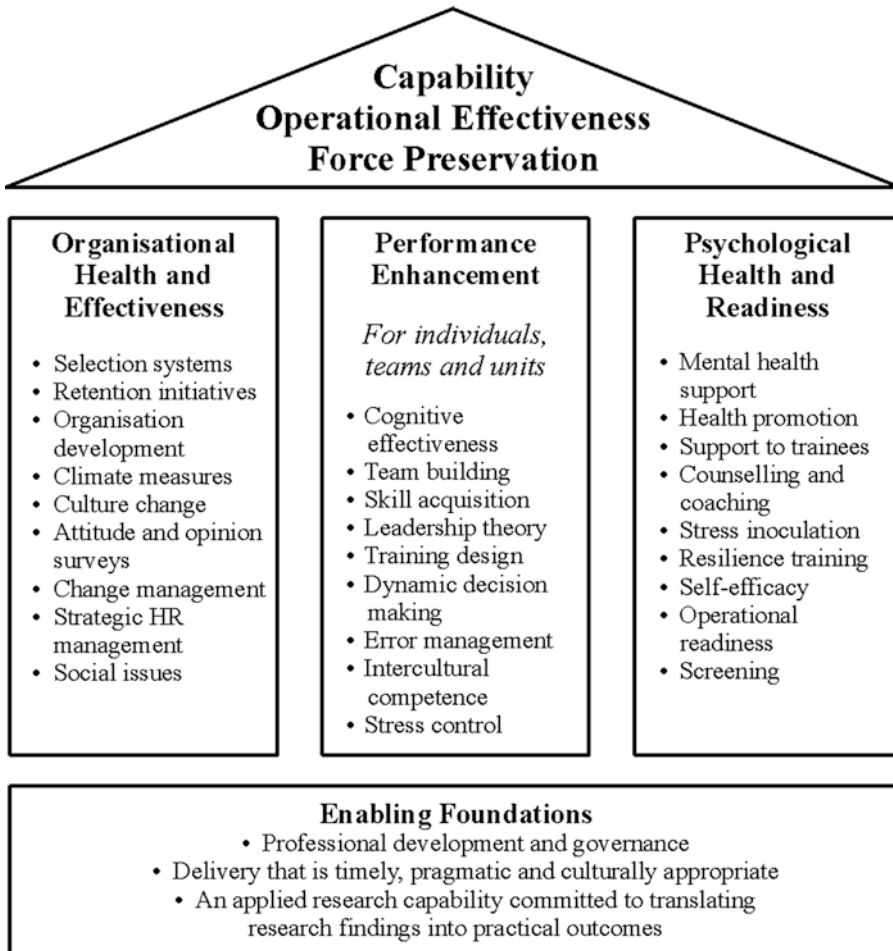 Capability
Operational Effectiveness
Force Preservation
Organisational
Health and
Effectiveness
• Selection systems
• Retention initiatives
• Organisation
development
• Climate measures
• Culture change
• Attitude and opinion
surveys
• Change management
• Strategic HR
management
• Social issues
Performance
Enhancement
For individuals,
teams and units
• Cognitive
effectiveness
• Team building
• Skill acquisition
• Leadership theory
• Training design
• Dynamic decision
making
• Error management
• Intercultural
competence
• Stress control
Psychological
Health and
Readiness
• Mental health
support
• Health promotion
• Support to trainees
• Counselling and
coaching
• Stress inoculation
• Resilience training
• Self-efficacy
• Operational
readiness
• Screening
Enabling Foundations
• Professional development and governance
• Delivery that is timely, pragmatic and culturally appropriate
• An applied research capability committed to translating
research findings into practical outcomes